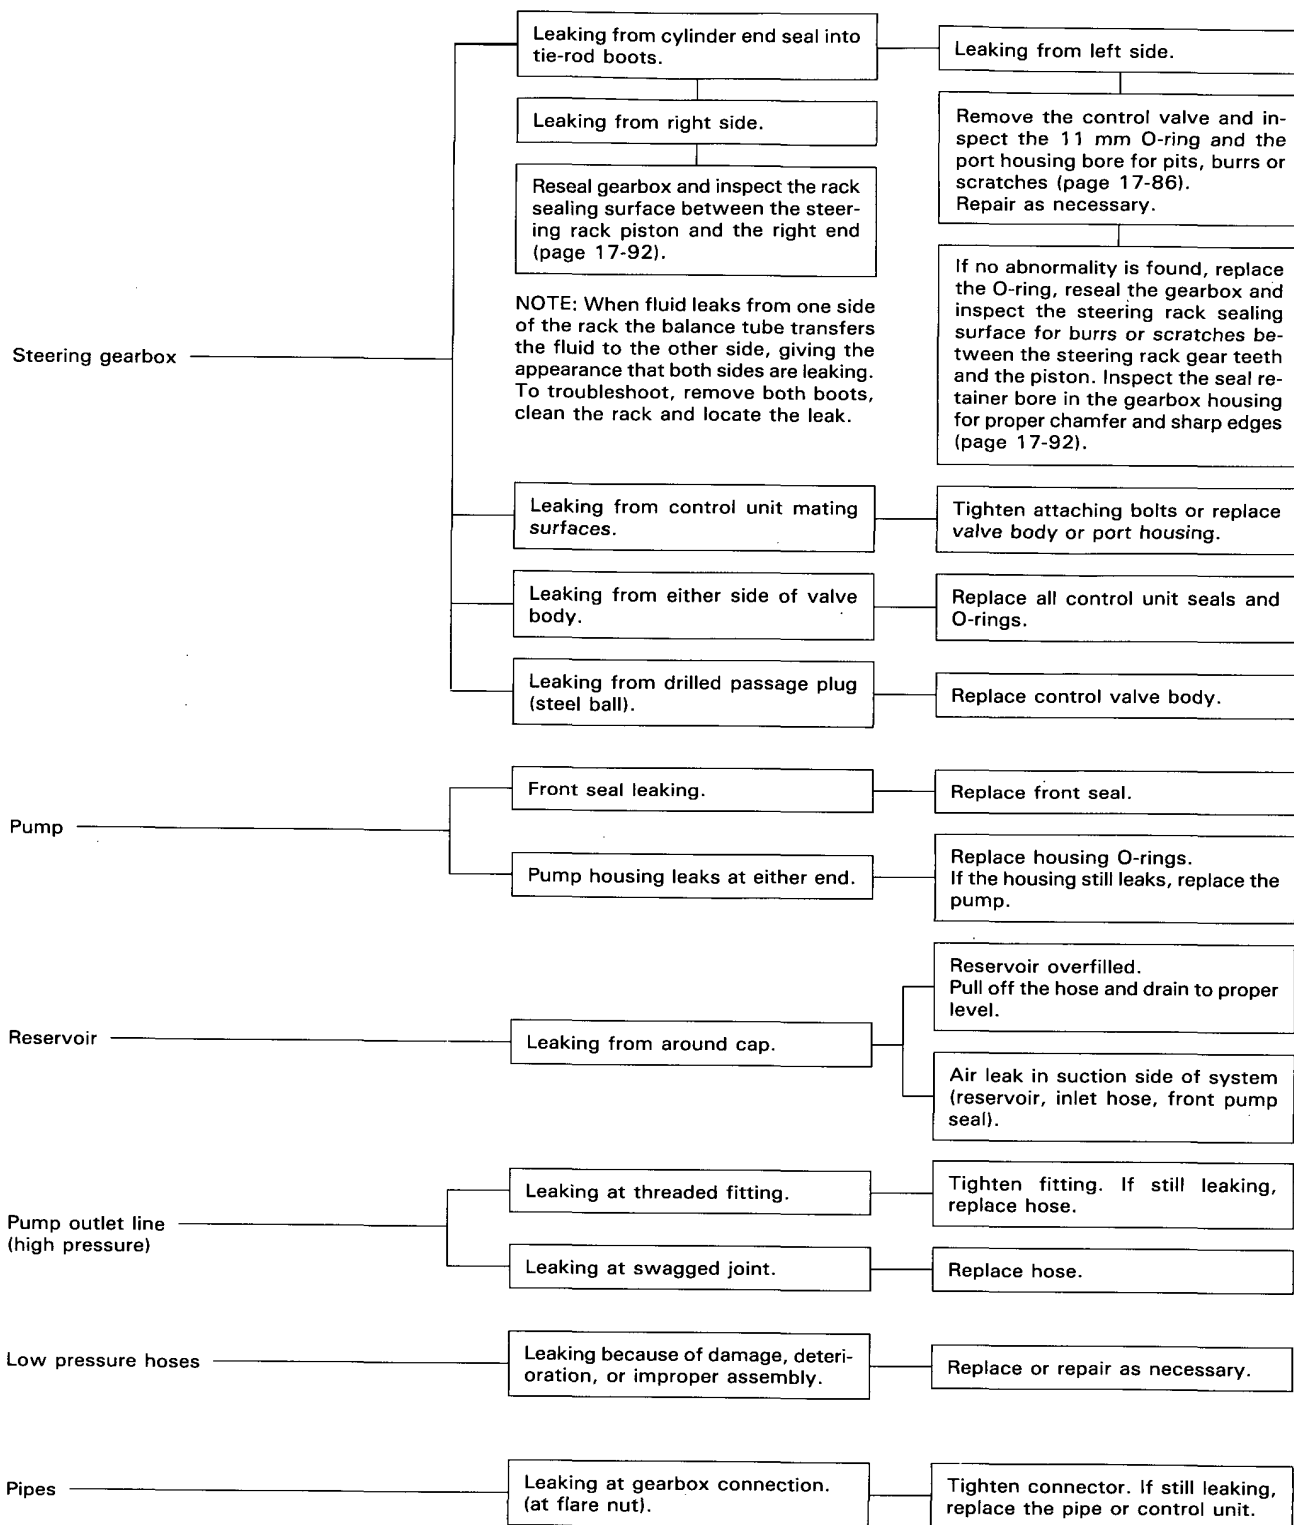 Steering gearbox
Leaking from cylinder end seal into
tie-rod boots.
Leaking from right side.
Reseal gearbox and inspect the rack
sealing surface between the steer-
ing rack piston and the right end
(page 17-92).
NOTE: When fluid leaks from one side
of the rack the balance tube transfers
the fluid to the other side, giving the
appearance that both sides are leaking.
To troubleshoot, remove both boots,
clean the rack and locate the leak.
Leaking from left side.
Remove the control valve and in-
spect the 11 mm O-ring and the
port housing bore for pits, burrs or
scratches (page 17-86).
Repair as necessary.
If no abnormality is found, replace
the O-ring, reseal the gearbox and
inspect the steering rack sealing
surface for burrs or scratches be-
tween the steering rack gear teeth
and the piston. Inspect the seal re-
tainer bore in the gearbox housing
for proper chamfer and sharp edges
(page 17-92).
Leaking from control unit mating
surfaces.
Tighten attaching bolts or replace
valve body or port housing.
Leaking from either side of valve
body.
Replace all control unit seals and
O-rings.
Leaking from drilled passage plug
(steel ball).
Replace control valve body.
Pump
Front seal leaking.
Replace front seal.
Pump housing leaks at either end.
Replace housing O-rings.
If the housing still leaks, replace the
pump.
Reservoir
Leaking from around cap.
Reservoir overfilled.
Pull off the hose and drain to proper
level.
Air leak in suction side of system
(reservoir, inlet hose, front pump
seal).
Pump outlet line
(high pressure)
Leaking at threaded fitting.
Tighten fitting. If still leaking,
replace hose.
Leaking at swagged joint.
Replace hose.
Low pressure hoses
Leaking because of damage, deteri-
oration, or improper assembly.
Replace or repair as necessary.
Pipes
Leaking at gearbox connection.
(at flare nut).
Tighten connector. If still leaking,
replace the pipe or control unit.